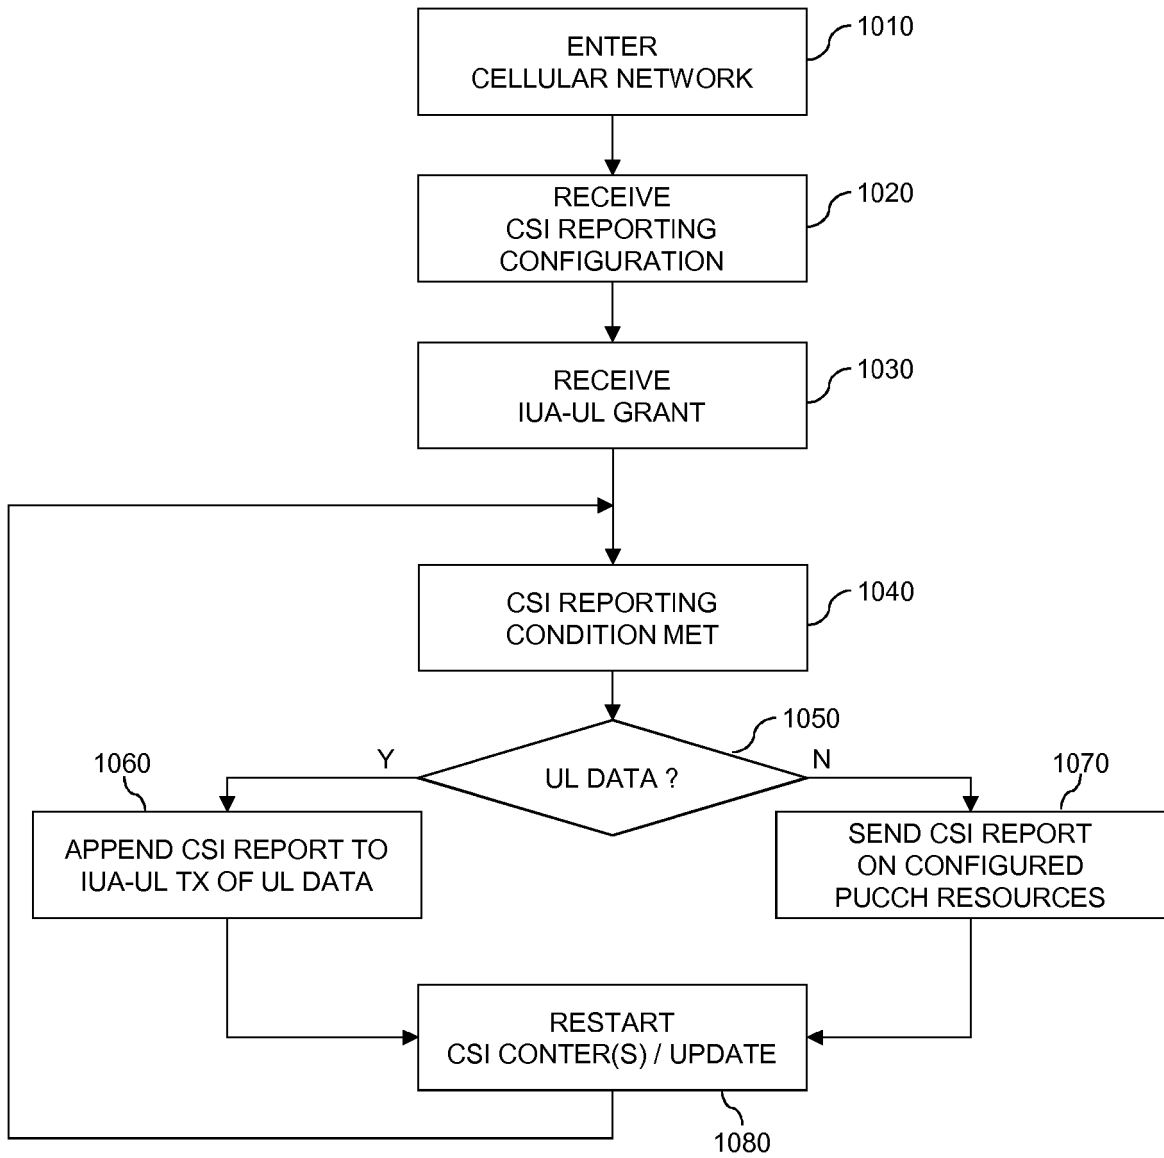 ENTER
CELLULAR NETWORK
1010
RECEIVE
CSI REPORTING
CONFIGURATION
1020
RECEIVE
IUA-UL GRANT
1030
CSI REPORTING
CONDITION MET
1040
UL DATA ?
1050
Y
N
1060
APPEND CSI REPORT TO
IUA-UL TX OF UL DATA
1070
SEND CSI REPORT
ON CONFIGURED
PUCCH RESOURCES
RESTART
CSI CONTER(S) / UPDATE
1080